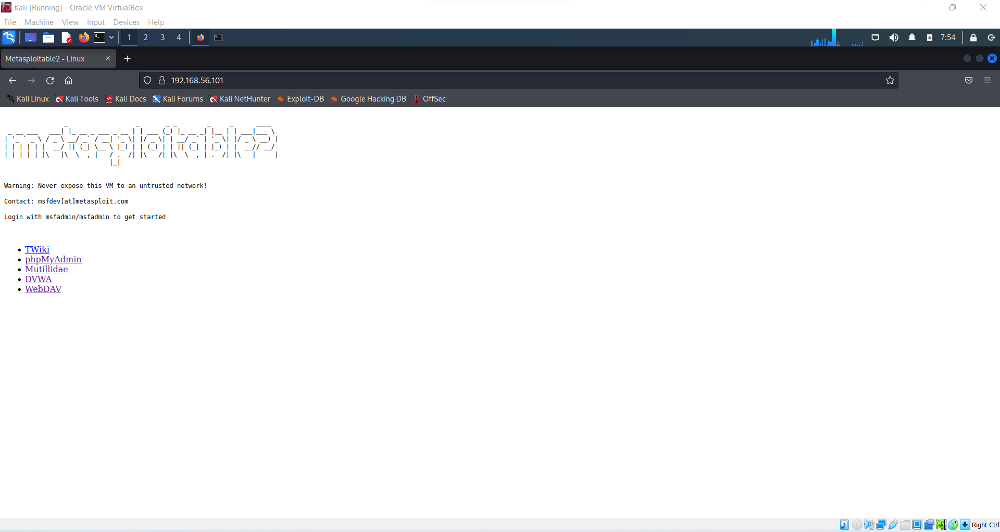 Kali [Running] - Oracle VM VirtualBox
File Machine View Input Devices Help
1 2 3 4 7:54
Metasploitable2 - Linux
192.168.56.101
Kali Linux Kali Tools Kali Docs Kali Forums Kali NetHunter Exploit-DB Google Hacking DB OffSec
metasploitable2
Warning: Never expose this VM to an untrusted network!
Contact: msfdev[at]metasploit.com
Login with msfadmin/msfadmin to get started
TWiki
phpMyAdmin
Mutillidae
DVWA
WebDAV
Right Ctrl